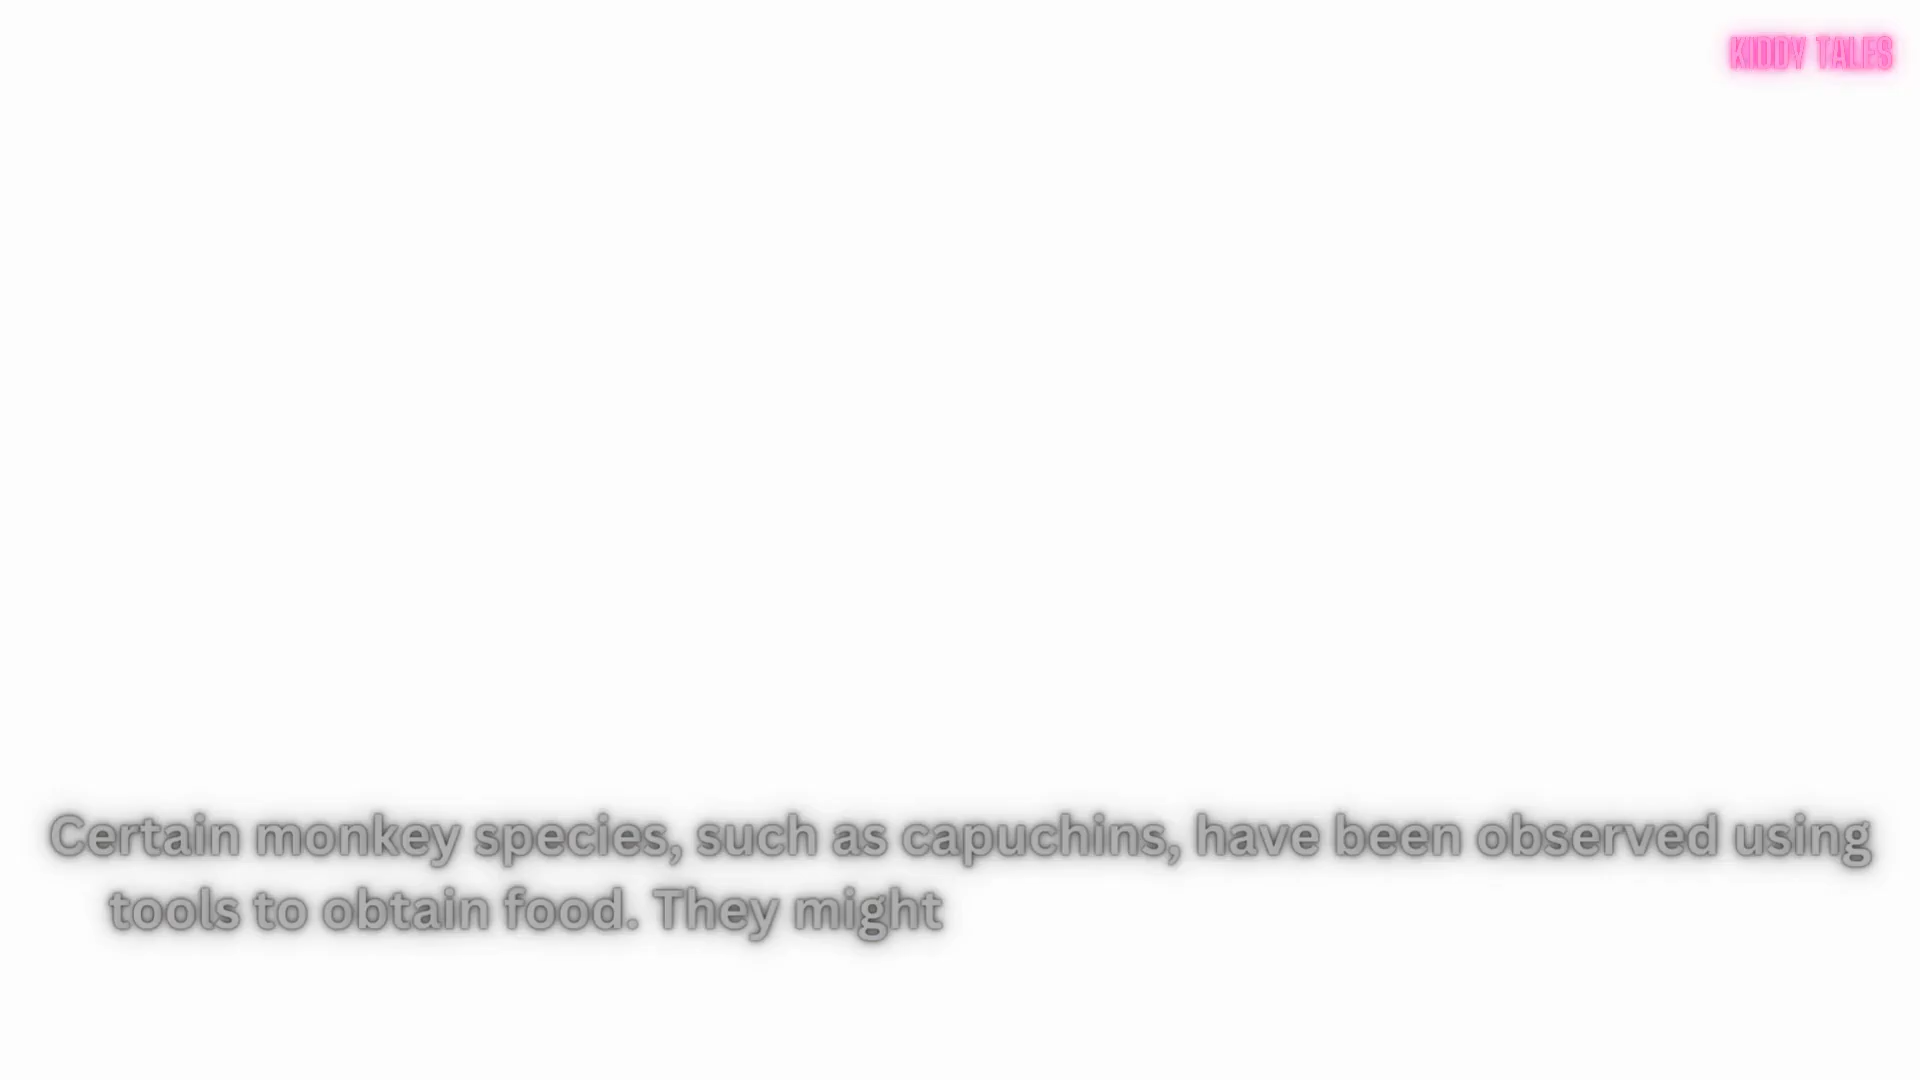 KIDDY TALES
Certain monkey species, such as capuchins, have been observed using
tools to obtain food. They might